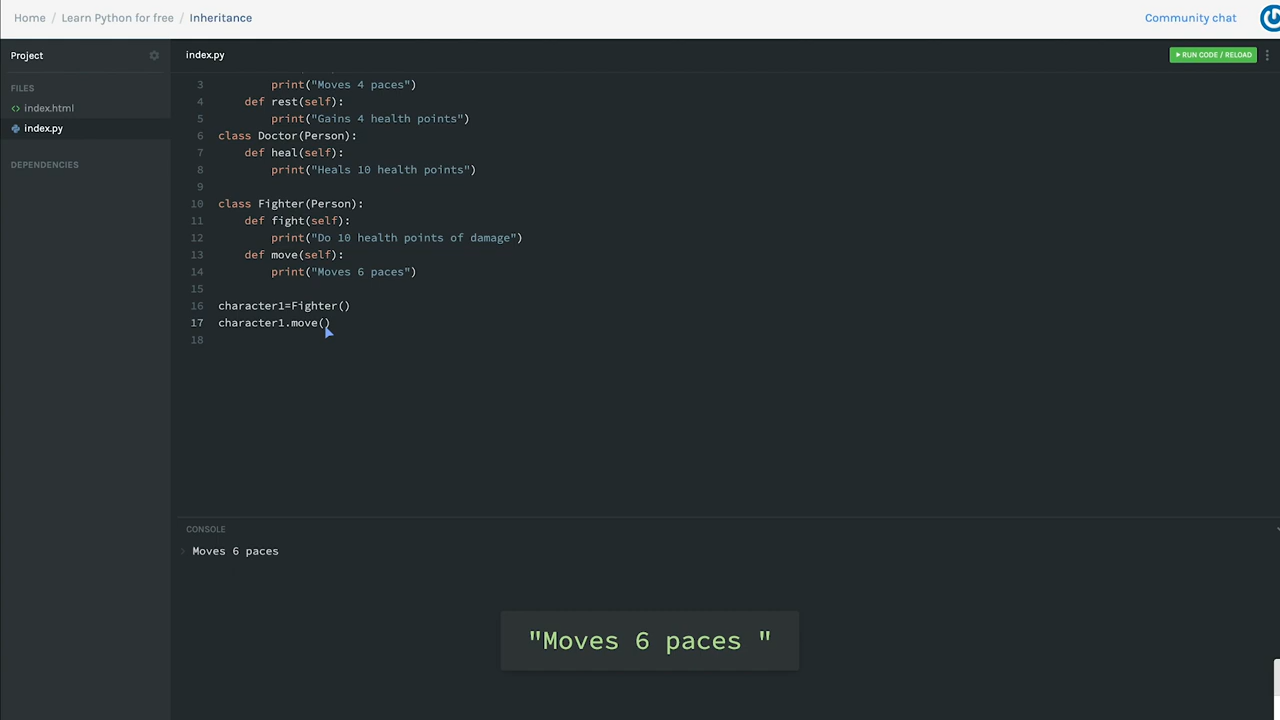 Home / Learn Python for free / Inheritance
Community chat
Project
index.py
RUN CODE / RELOAD
FILES
index.html
index.py
DEPENDENCIES
3 print("Moves 4 paces")
4 def rest(self):
5 print("Gains 4 health points")
6 class Doctor(Person):
7 def heal(self):
8 print("Heals 10 health points")
9
10 class Fighter(Person):
11 def fight(self):
12 print("Do 10 health points of damage")
13 def move(self):
14 print("Moves 6 paces")
15
16 character1=Fighter()
17 character1.move()
18
CONSOLE
Moves 6 paces
"Moves 6 paces "